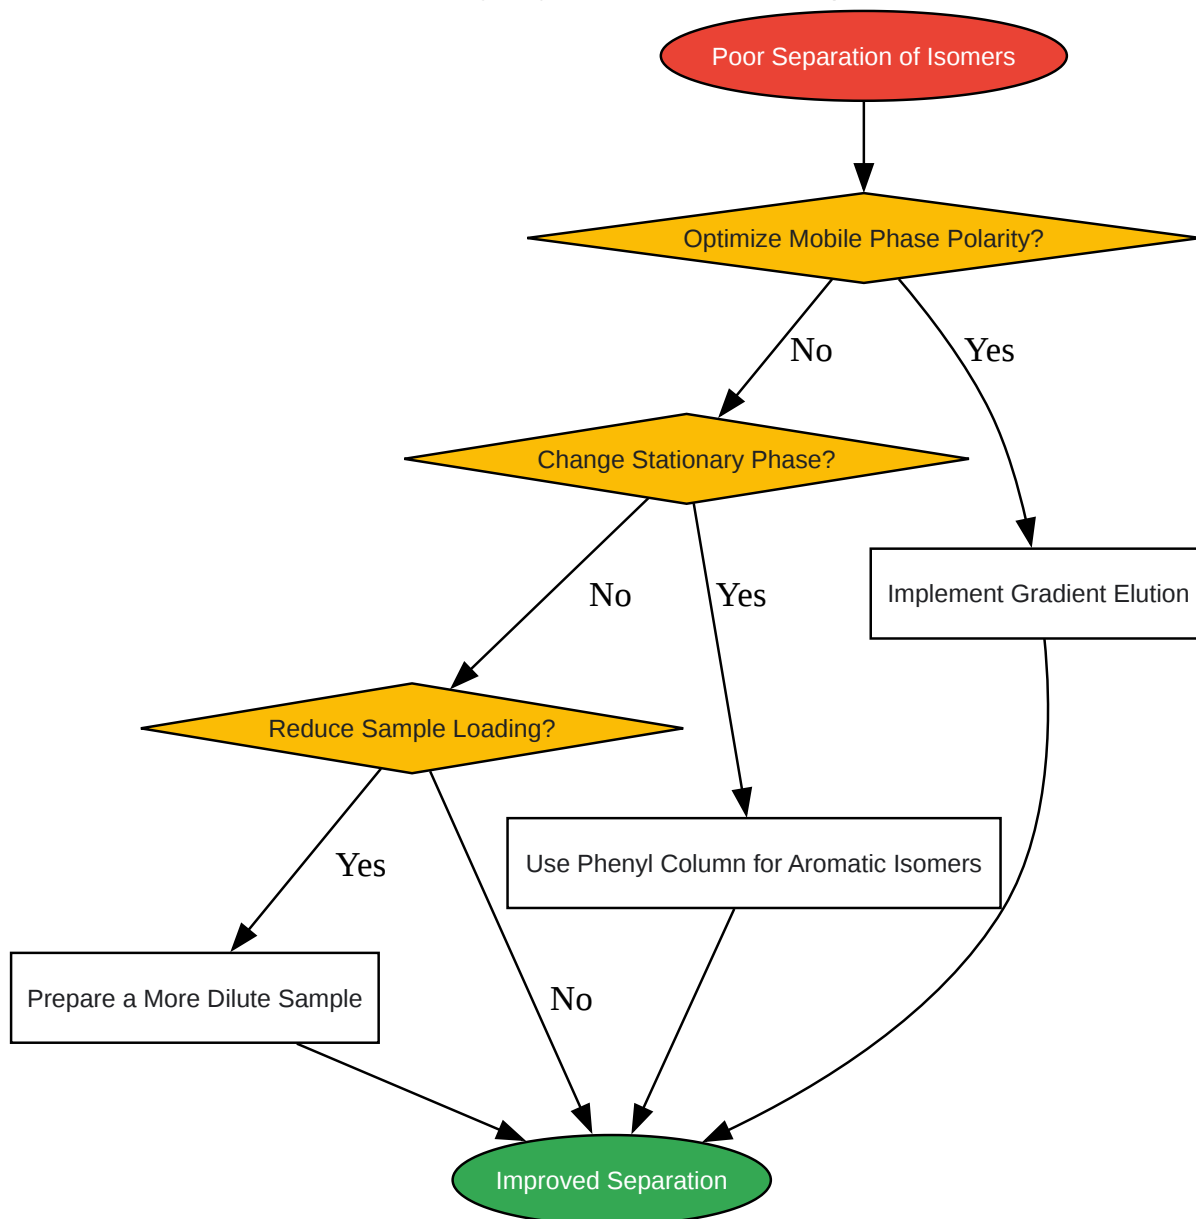 Poor Separation of Isomers
Optimize Mobile Phase Polarity?
No
Yes
Change Stationary Phase?
No
Yes
Implement Gradient Elution
Reduce Sample Loading?
Yes
No
Use Phenyl Column for Aromatic Isomers
Prepare a More Dilute Sample
Improved Separation